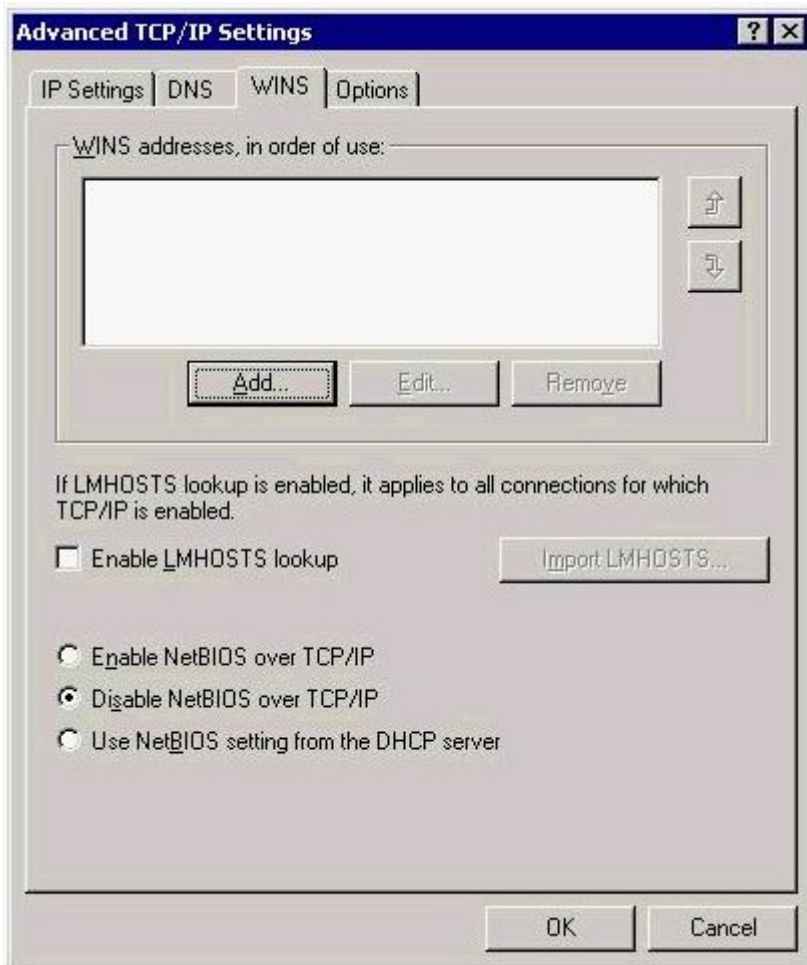 Advanced TCP/IP Settings
IP Settings DNS WINS Options
WINS addresses, in order of use:
Add... Edit... Remove
If LMHOSTS lookup is enabled, it applies to all connections for which
TCP/IP is enabled.
Enable LMHOSTS lookup Import LMHOSTS...
Enable NetBIOS over TCP/IP
Disable NetBIOS over TCP/IP
Use NetBIOS setting from the DHCP server
OK Cancel